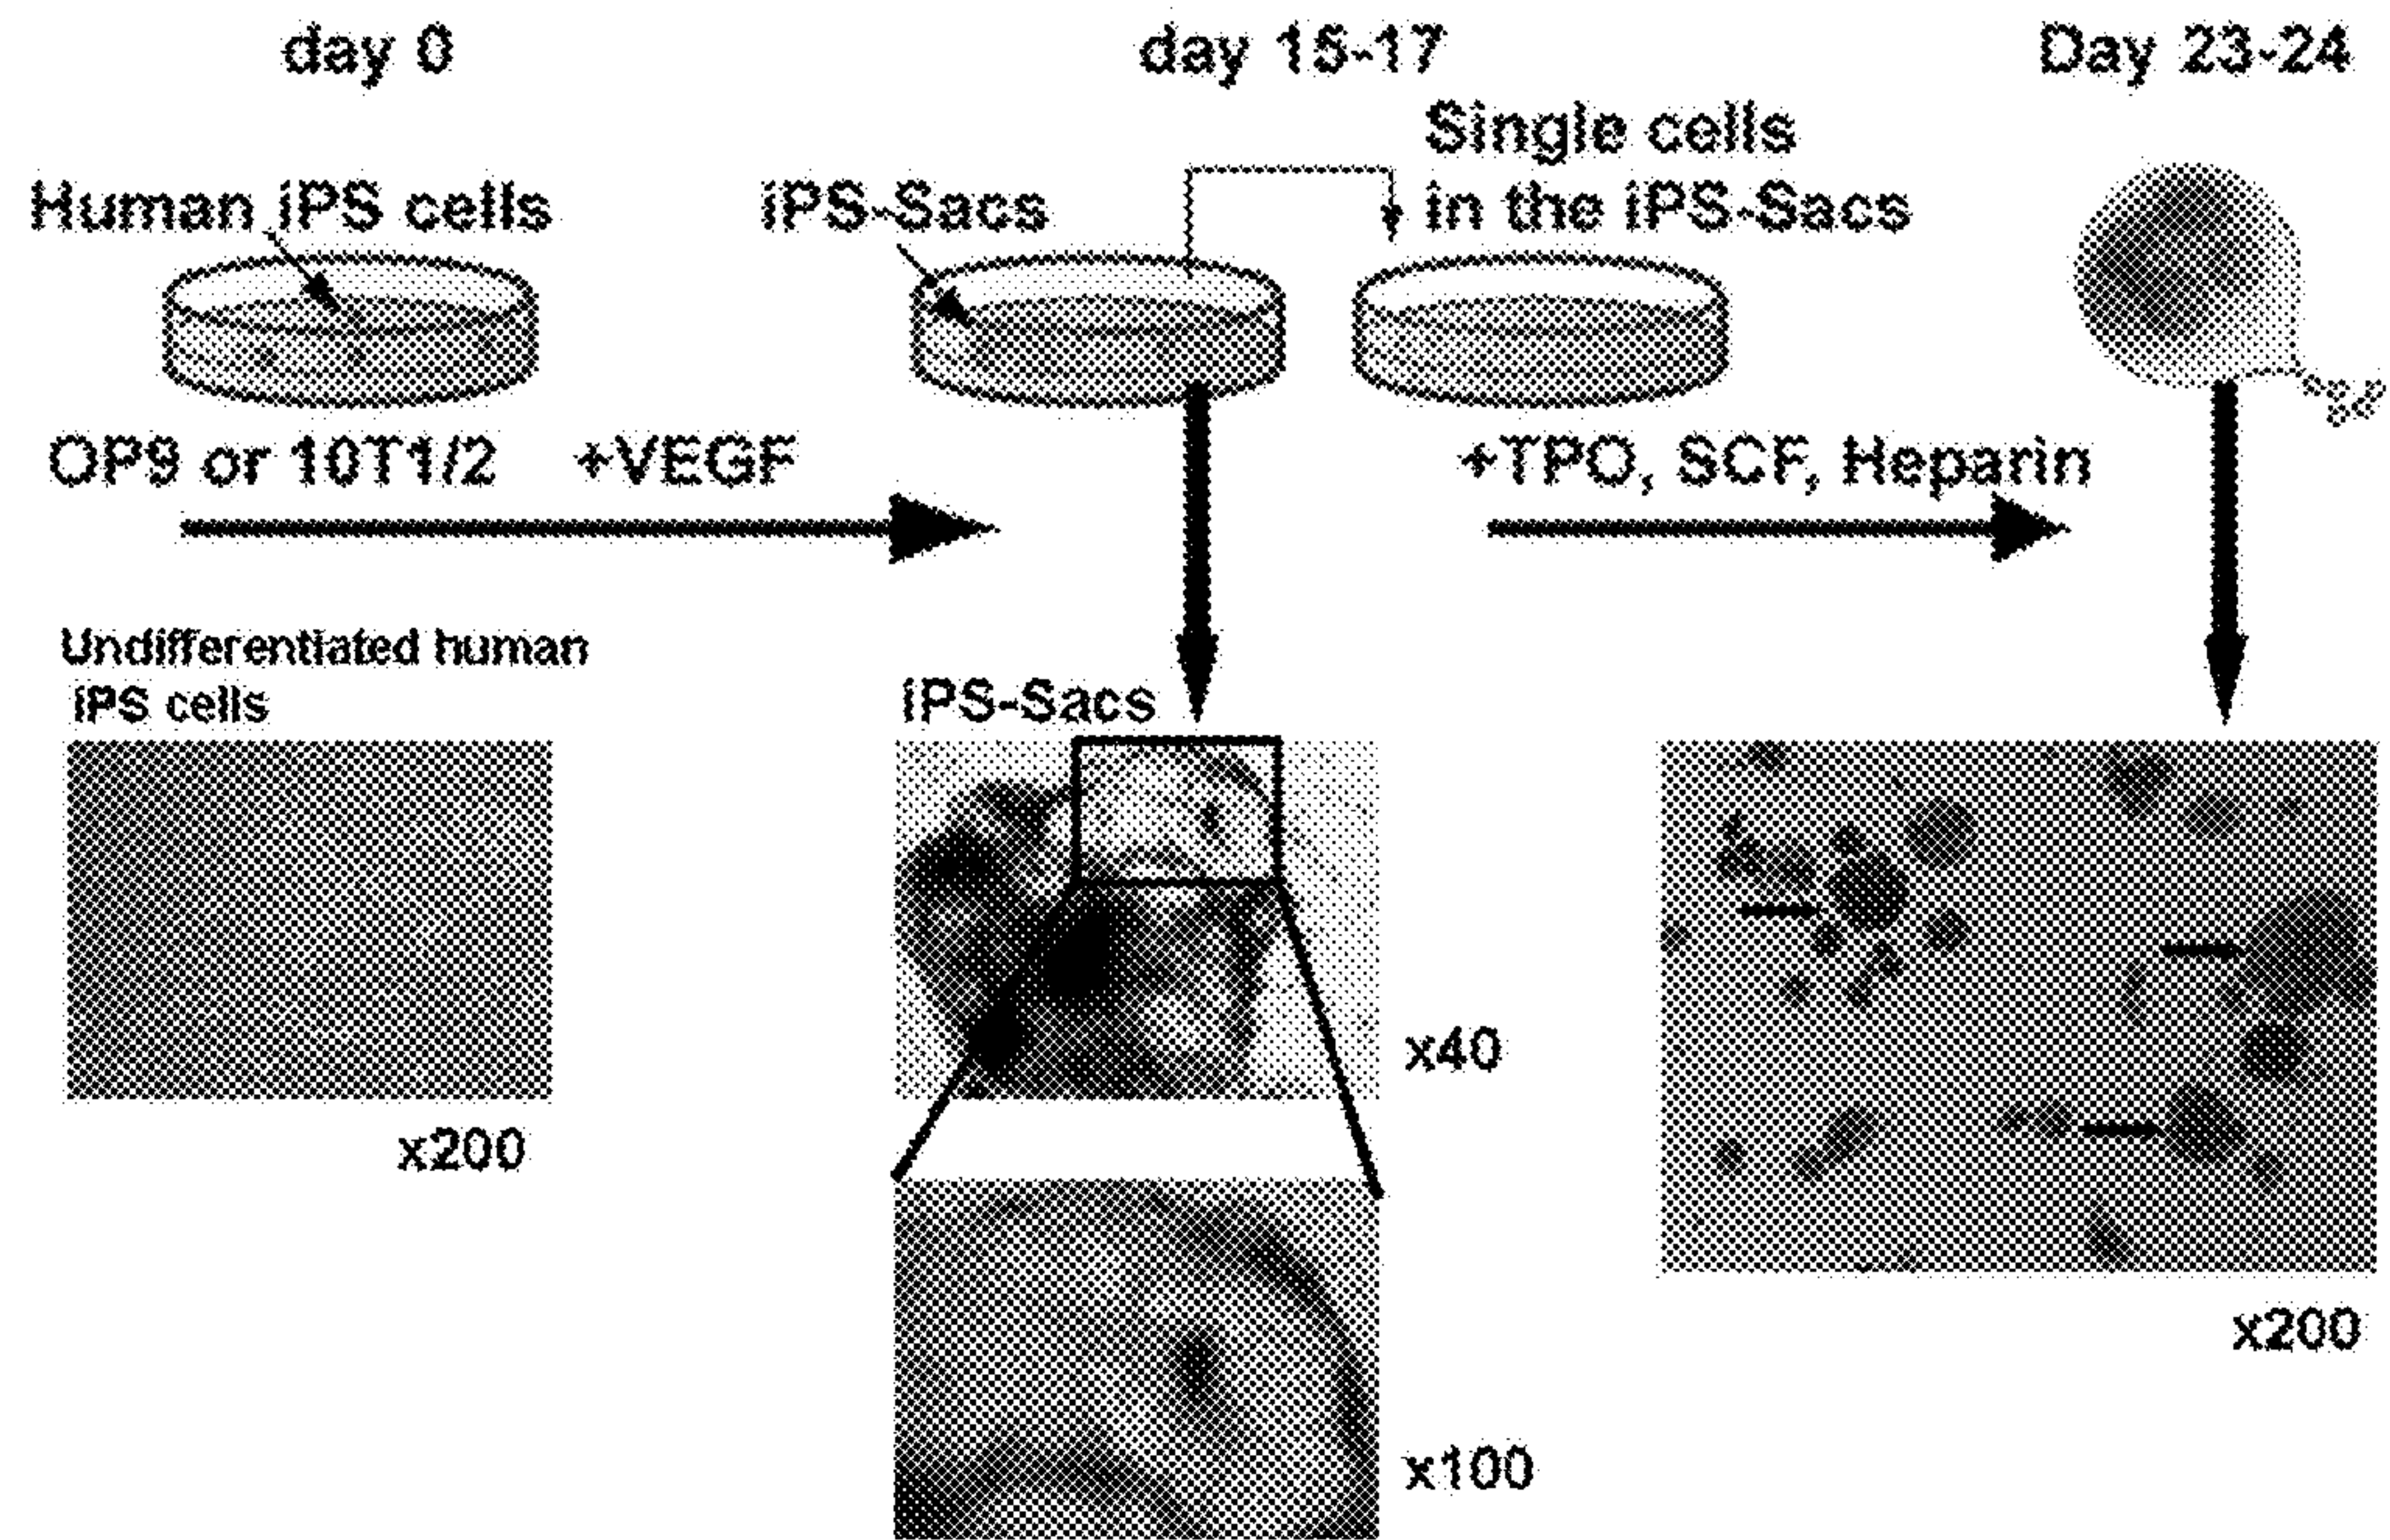 day 0
day 15-17
Day 23-24
Human iPS cells
iPS-Sacs
Single cells
in the iPS-Sacs
OP9 or 10T1/2 +VEGF
+TPO, SCF, Heparin
Undifferentiated human
iPS cells
iPS-Sacs
x40
x200
x200
x100